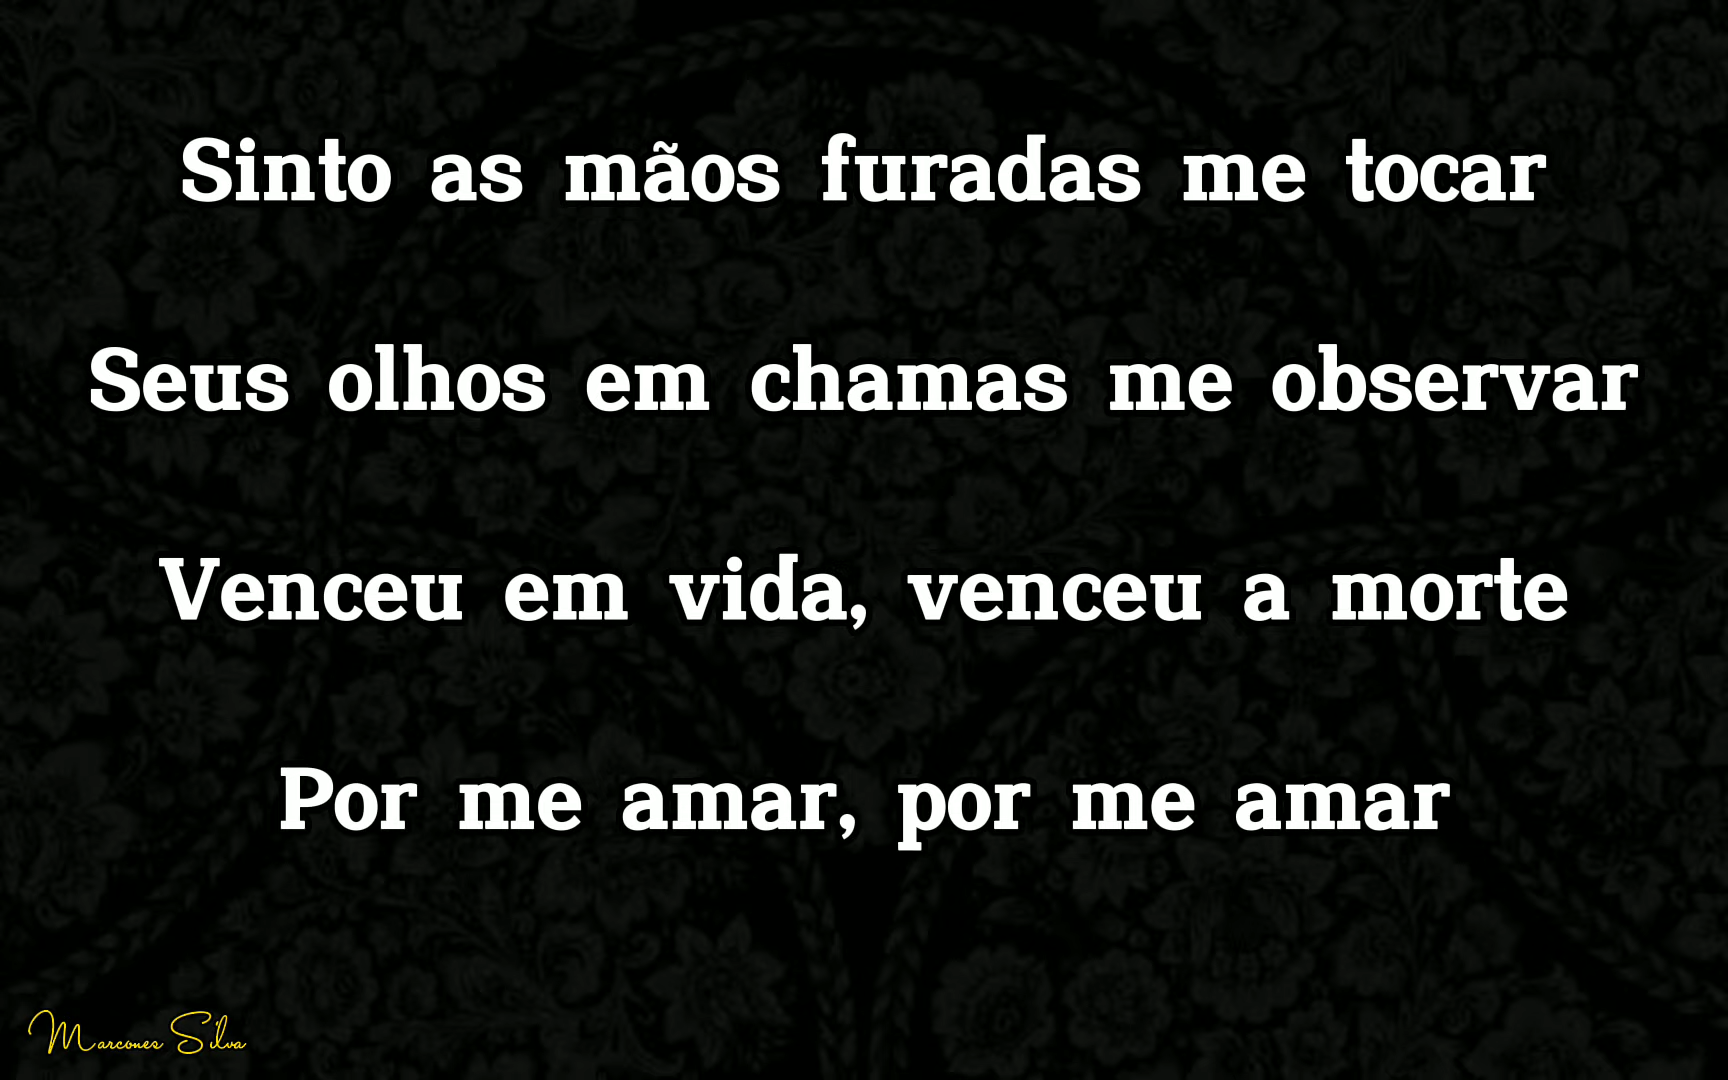 Sinto as mãos furadas me tocar
Seus olhos em chamas me observar
Venceu em vida, venceu a morte
Por me amar, por me amar
Marcones Silva